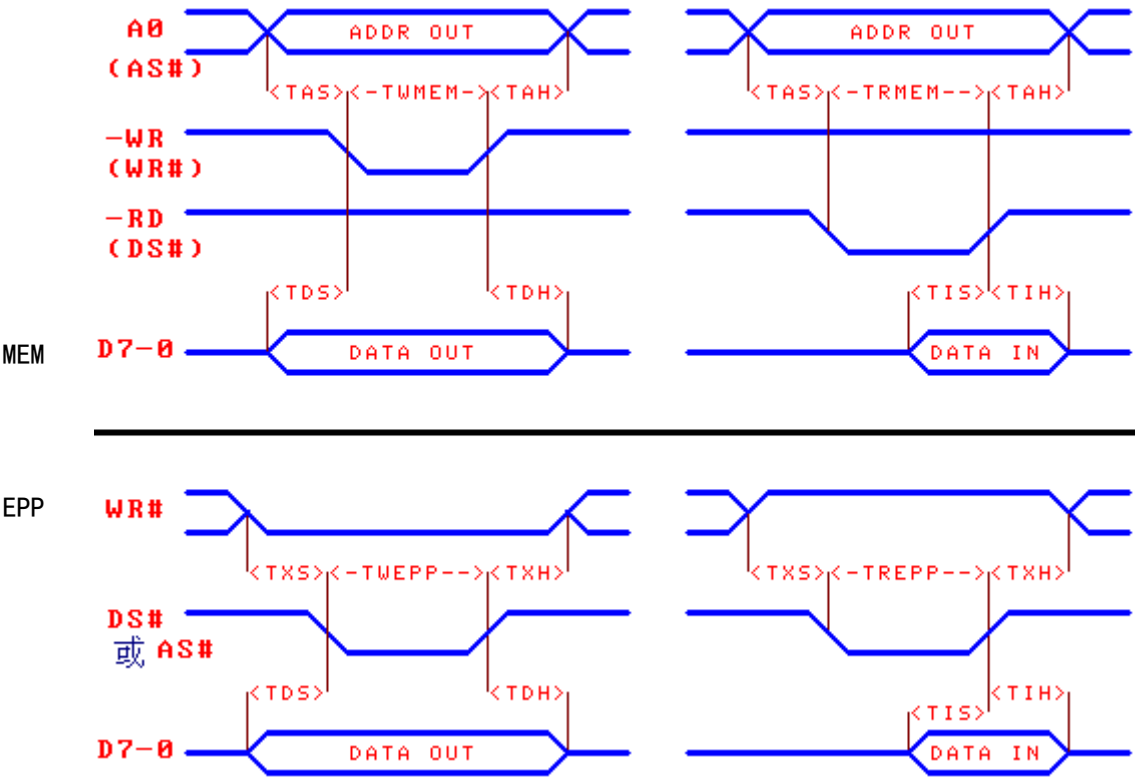 A0 ADDR OUT ADDR OUT
(AS#)
<TAS><-TWMEM-><TAH> <TAS><-TRMEM--><TAH>
-WR
(WR#)
-RD
(DS#)
<TDS> <TDH> <TIS><TIH>
MEM D7-0 DATA OUT DATA IN
EPP WR#
<TXS><-TWEPP--><TXH> <TXS><-TREPP--><TXH>
DS#
或 AS#
<TDS> <TDH> <TIH>
<TIS>
D7-0 DATA OUT DATA IN